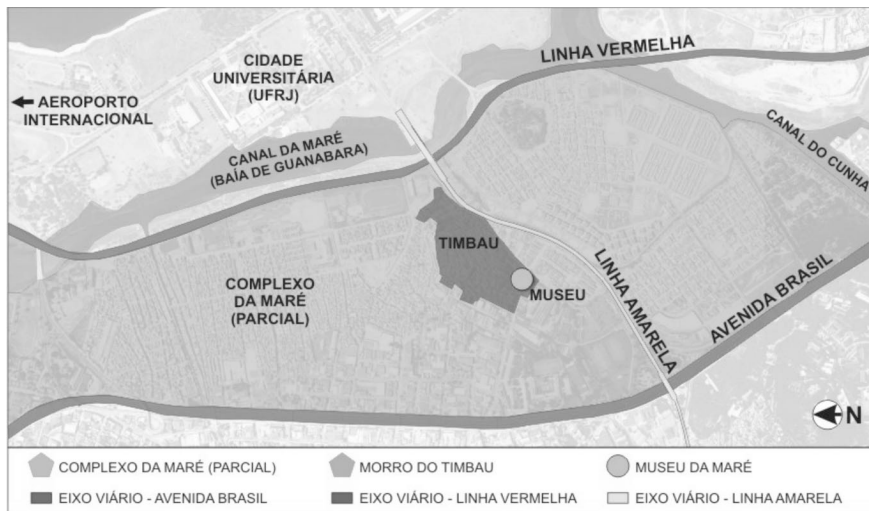 CIDADE
UNIVERSITÁRIA
(UFRJ)
LINHA VERMELHA
AEROPORTO
INTERNACIONAL
CANAL DA MARÉ
(BAÍA DE GUANABARA)
CANAL DO CUNHA
TIMBAU
COMPLEXO
DA MARÉ
(PARCIAL)
MUSEU
LINHA AMARELA
AVENIDA BRASIL
N
COMPLEXO DA MARÉ (PARCIAL)
MORRO DO TIMBAU
MUSEU DA MARÉ
EIXO VIÁRIO - AVENIDA BRASIL
EIXO VIÁRIO - LINHA VERMELHA
EIXO VIÁRIO - LINHA AMARELA